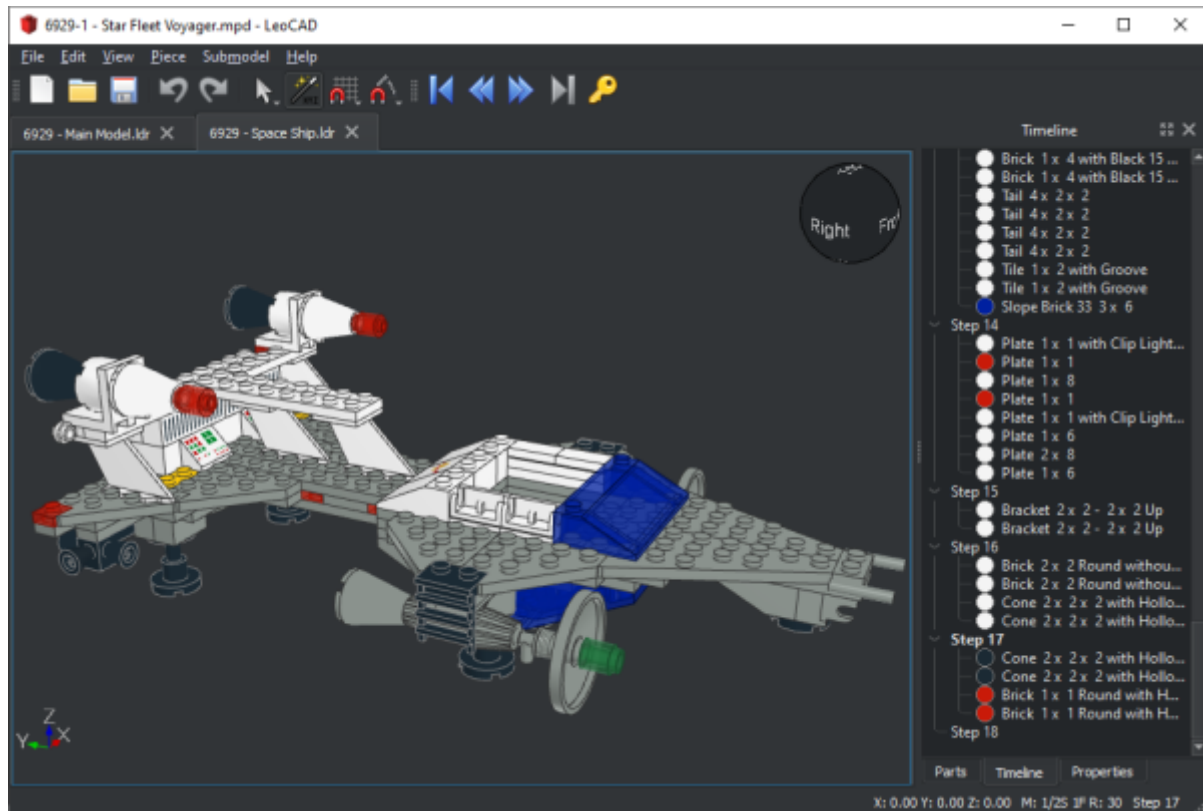 6929-1 - Star Fleet Voyager.mpd - LeoCAD
File Edit View Piece Submodel Help
6929 - Main Model.ldr
6929 - Space Ship.ldr
Timeline
Brick 1 x 4 with Black 15 ...
Brick 1 x 4 with Black 15 ...
Tail 4 x 2 x 2
Tail 4 x 2 x 2
Tail 4 x 2 x 2
Tail 4 x 2 x 2
Tile 1 x 2 with Groove
Tile 1 x 2 with Groove
Slope Brick 33 3 x 6
Step 14
Plate 1 x 1 with Clip Light...
Plate 1 x 1
Plate 1 x 8
Plate 1 x 1
Plate 1 x 1 with Clip Light...
Plate 1 x 6
Plate 2 x 8
Plate 1 x 6
Step 15
Bracket 2 x 2 - 2 x 2 Up
Bracket 2 x 2 - 2 x 2 Up
Step 16
Brick 2 x 2 Round withou...
Brick 2 x 2 Round withou...
Cone 2 x 2 x 2 with Hollo...
Cone 2 x 2 x 2 with Hollo...
Step 17
Cone 2 x 2 x 2 with Hollo...
Cone 2 x 2 x 2 with Hollo...
Brick 1 x 1 Round with H...
Brick 1 x 1 Round with H...
Step 18
Right
Z
Y X
Parts Timeline Properties
X: 0.00 Y: 0.00 Z: 0.00 M: 1/2S 1F R: 30 Step 17